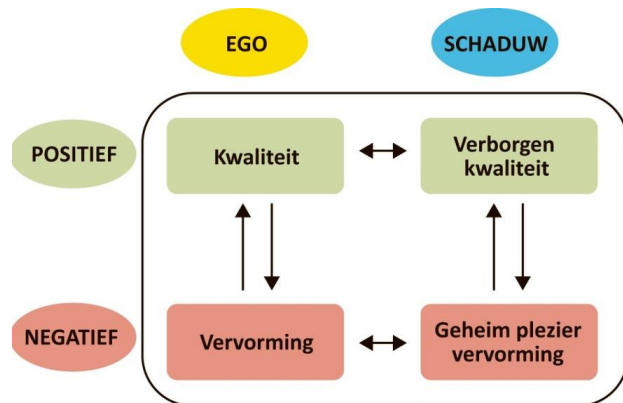 EGO
SCHADUW
POSITIEF
Kwaliteit
Verborgen
kwaliteit
NEGATIEF
Vervorming
Geheim plezier
vervorming